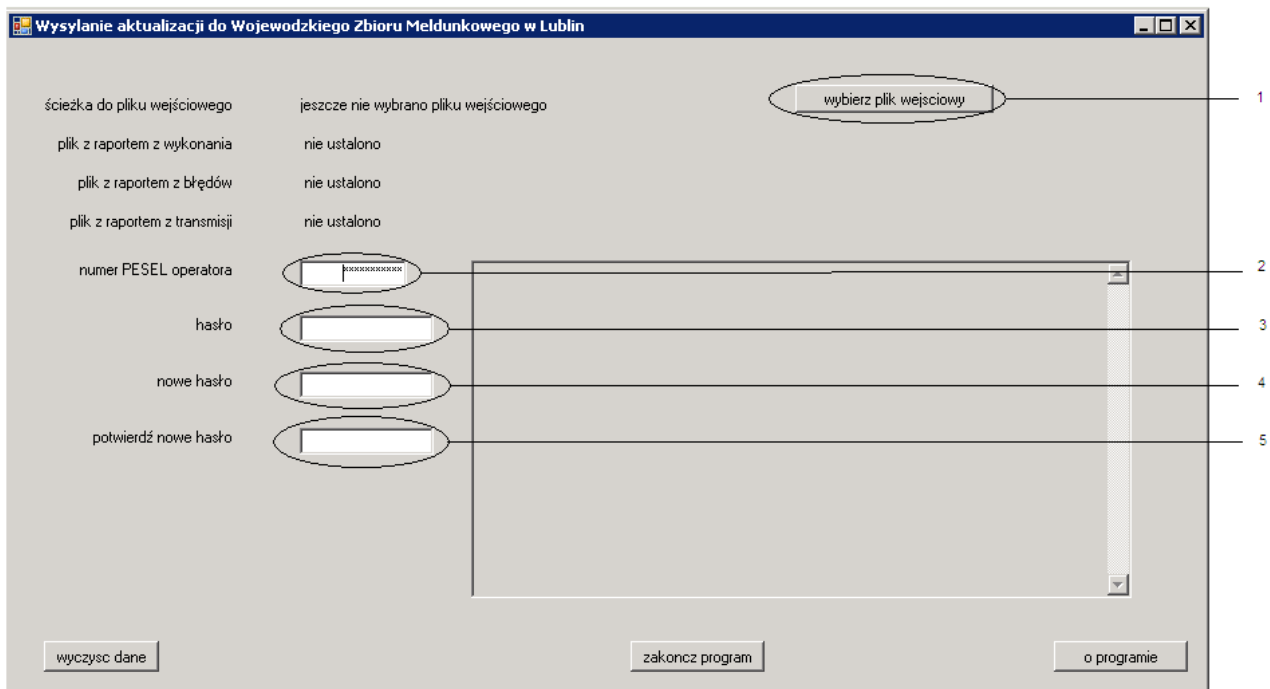 Wysylanie aktualizacji do Wojewodzkiego Zbioru Meldunkowego w Lublin
ścieżka do pliku wejściowego jeszcze nie wybrano pliku wejściowego wybierz plik wejsciowy 1
plik z raportem z wykonania nie ustalono
plik z raportem z błędów nie ustalono
plik z raportem z transmisji nie ustalono
numer PESEL operatora *********** 2
hasło 3
nowe hasło 4
potwierdź nowe hasło 5
wyczysc dane zakoncz program o programie